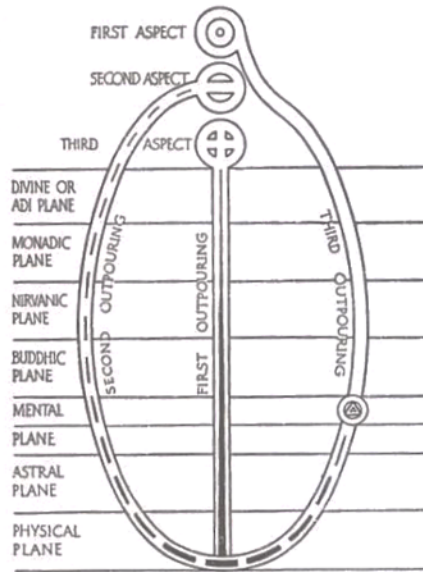 FIRST ASPECT
SECOND ASPECT
THIRD ASPECT
DIVINE OR
ADI PLANE
MONADIC
PLANE
NIRVANIC
PLANE
BUDDHIC
PLANE
MENTAL
PLANE
ASTRAL
PLANE
PHYSICAL
PLANE
SECOND OUTPOURING
FIRST OUTPOURING
THIRD OUTPOURING